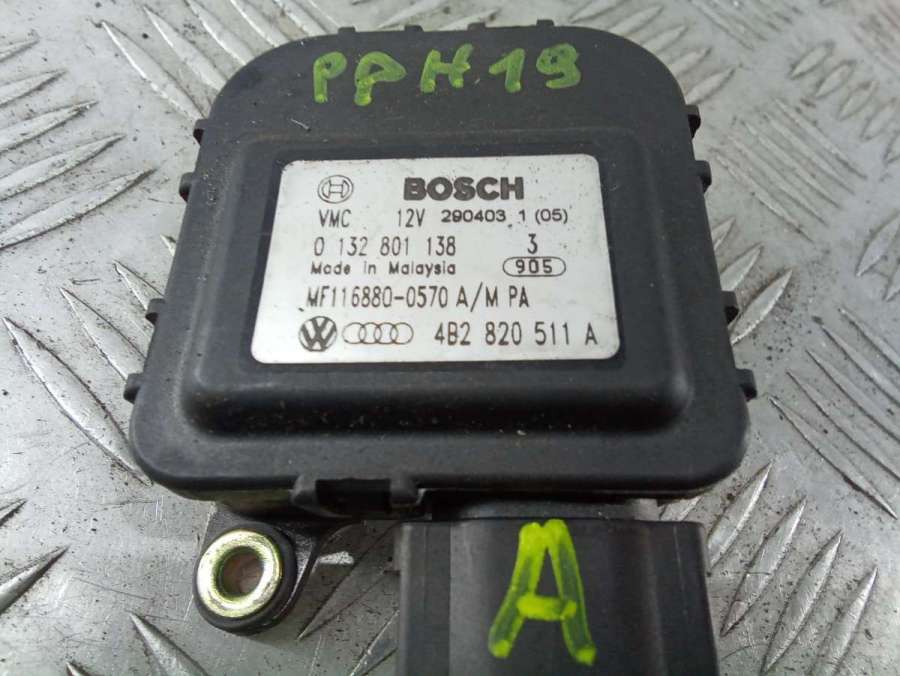 PPH19
BOSCH
VMC 12V 290403 1 (05)
0 132 801 138 3
Made in Malaysia 905
MF116880-0570 A/M PA
4B2 820 511 A
A